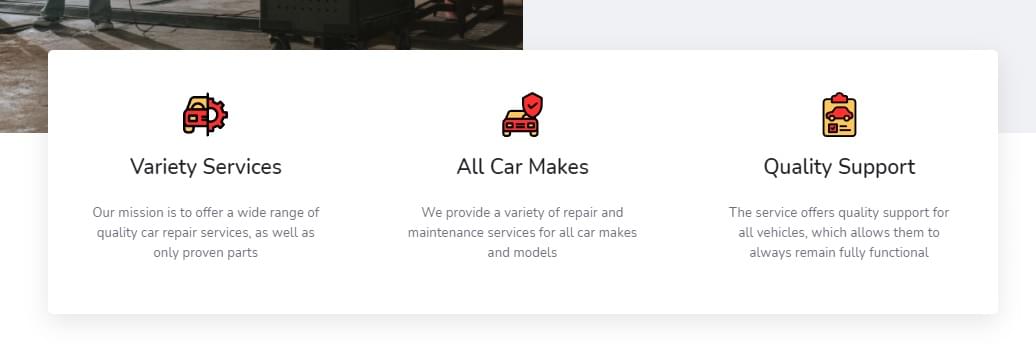 Variety Services
Our mission is to offer a wide range of
quality car repair services, as well as
only proven parts
All Car Makes
We provide a variety of repair and
maintenance services for all car makes
and models
Quality Support
The service offers quality support for
all vehicles, which allows them to
always remain fully functional